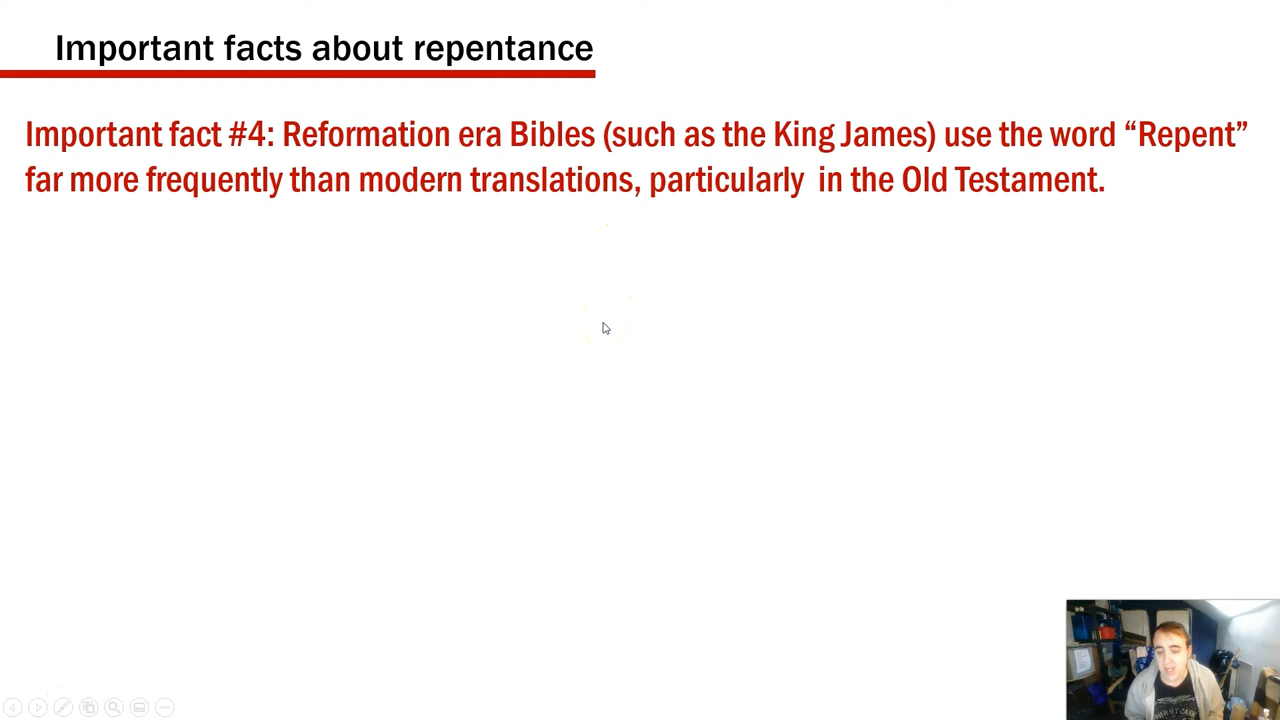 Important facts about repentance
Important fact #4: Reformation era Bibles (such as the King James) use the word “Repent”
far more frequently than modern translations, particularly in the Old Testament.